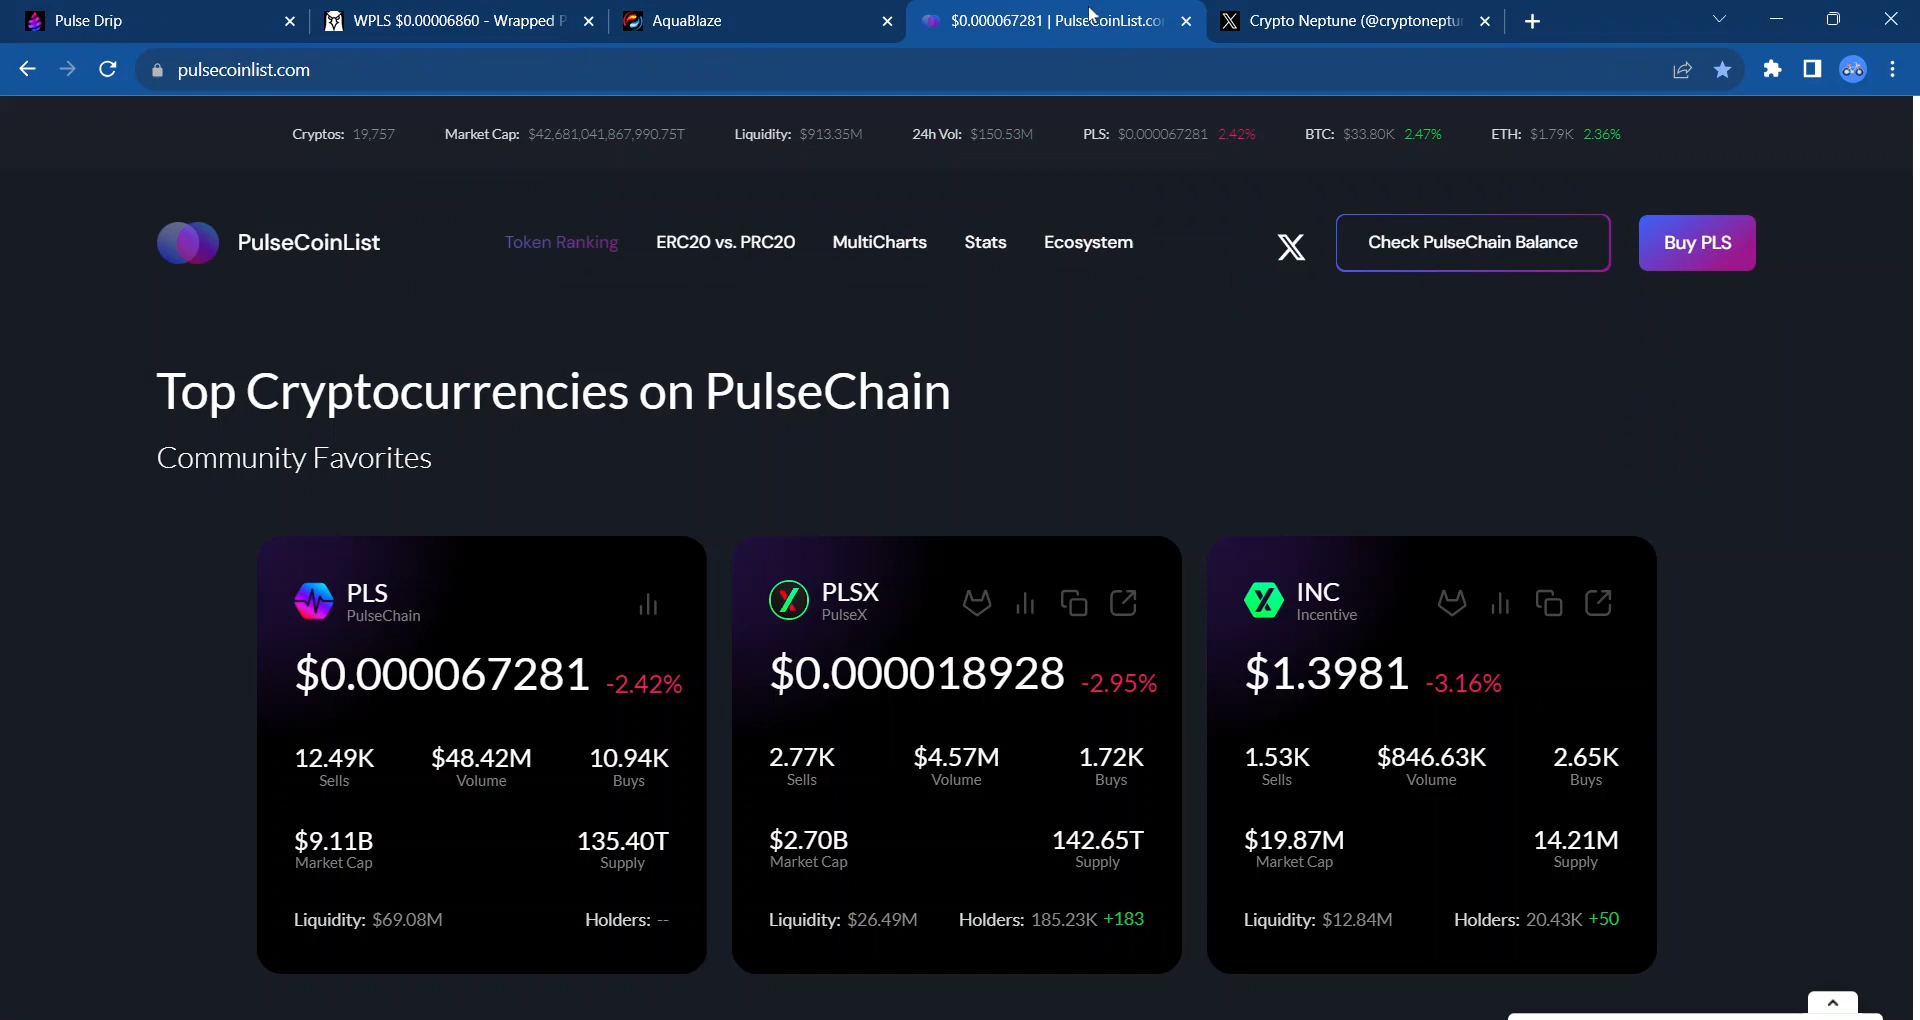 Pulse Drip
WPLS $0.00006860 - Wrapped P
AquaBlaze
$0.000067281 | PulseCoinList.co
Crypto Neptune (@cryptoneptu
pulsecoinlist.com
Cryptos: 19,757
Market Cap: $42,681,041,867,990.75T
Liquidity: $913.35M
24h Vol: $150.53M
PLS: $0.000067281 2.42%
BTC: $33.80K 2.47%
ETH: $1.79K 2.36%
PulseCoinList
Token Ranking
ERC20 vs. PRC20
MultiCharts
Stats
Ecosystem
Check PulseChain Balance
Buy PLS
Top Cryptocurrencies on PulseChain
Community Favorites
PLS
PulseChain
$0.000067281 -2.42%
12.49K $48.42M 10.94K
Sells Volume Buys
$9.11B 135.40T
Market Cap Supply
Liquidity: $69.08M Holders: --
PLSX
PulseX
$0.000018928 -2.95%
2.77K $4.57M 1.72K
Sells Volume Buys
$2.70B 142.65T
Market Cap Supply
Liquidity: $26.49M Holders: 185.23K +183
INC
Incentive
$1.3981 -3.16%
1.53K $846.63K 2.65K
Sells Volume Buys
$19.87M 14.21M
Market Cap Supply
Liquidity: $12.84M Holders: 20.43K +50